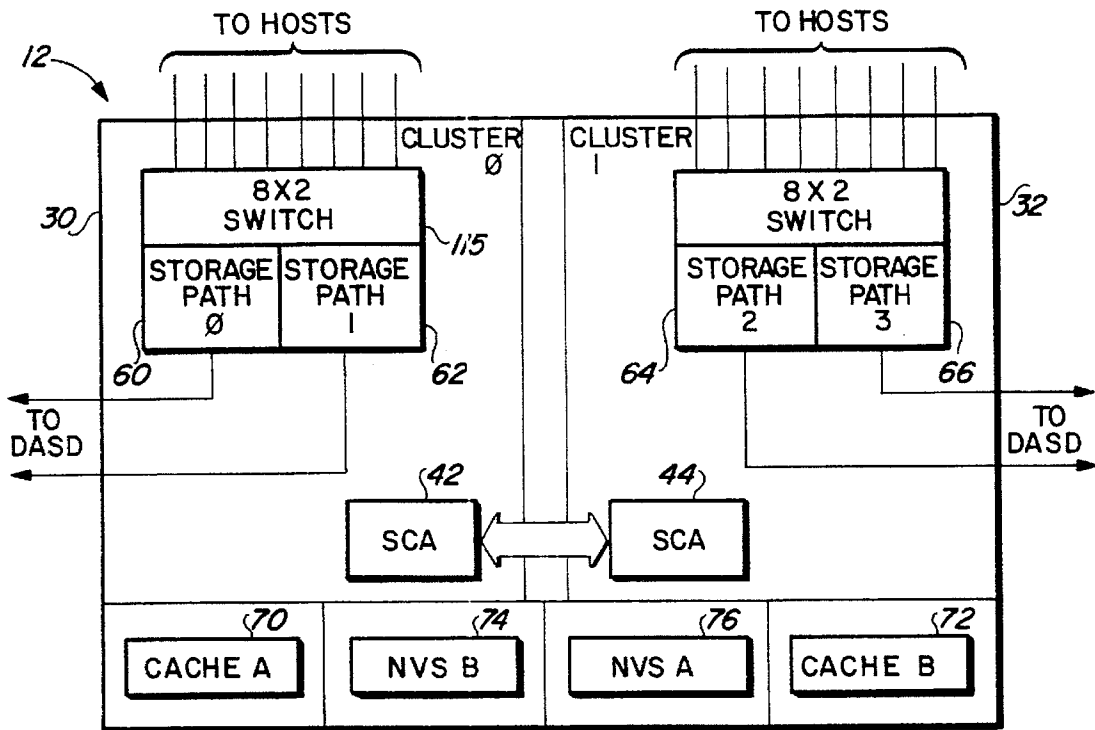 TO HOSTS
TO HOSTS
12
CLUSTER
Ø
CLUSTER
1
8X2
SWITCH
8X2
SWITCH
30
32
115
STORAGE
PATH
Ø
STORAGE
PATH
1
STORAGE
PATH
2
STORAGE
PATH
3
60
62
64
66
TO
DASD
TO
DASD
42
44
SCA
SCA
70
74
76
72
CACHE A
NVS B
NVS A
CACHE B